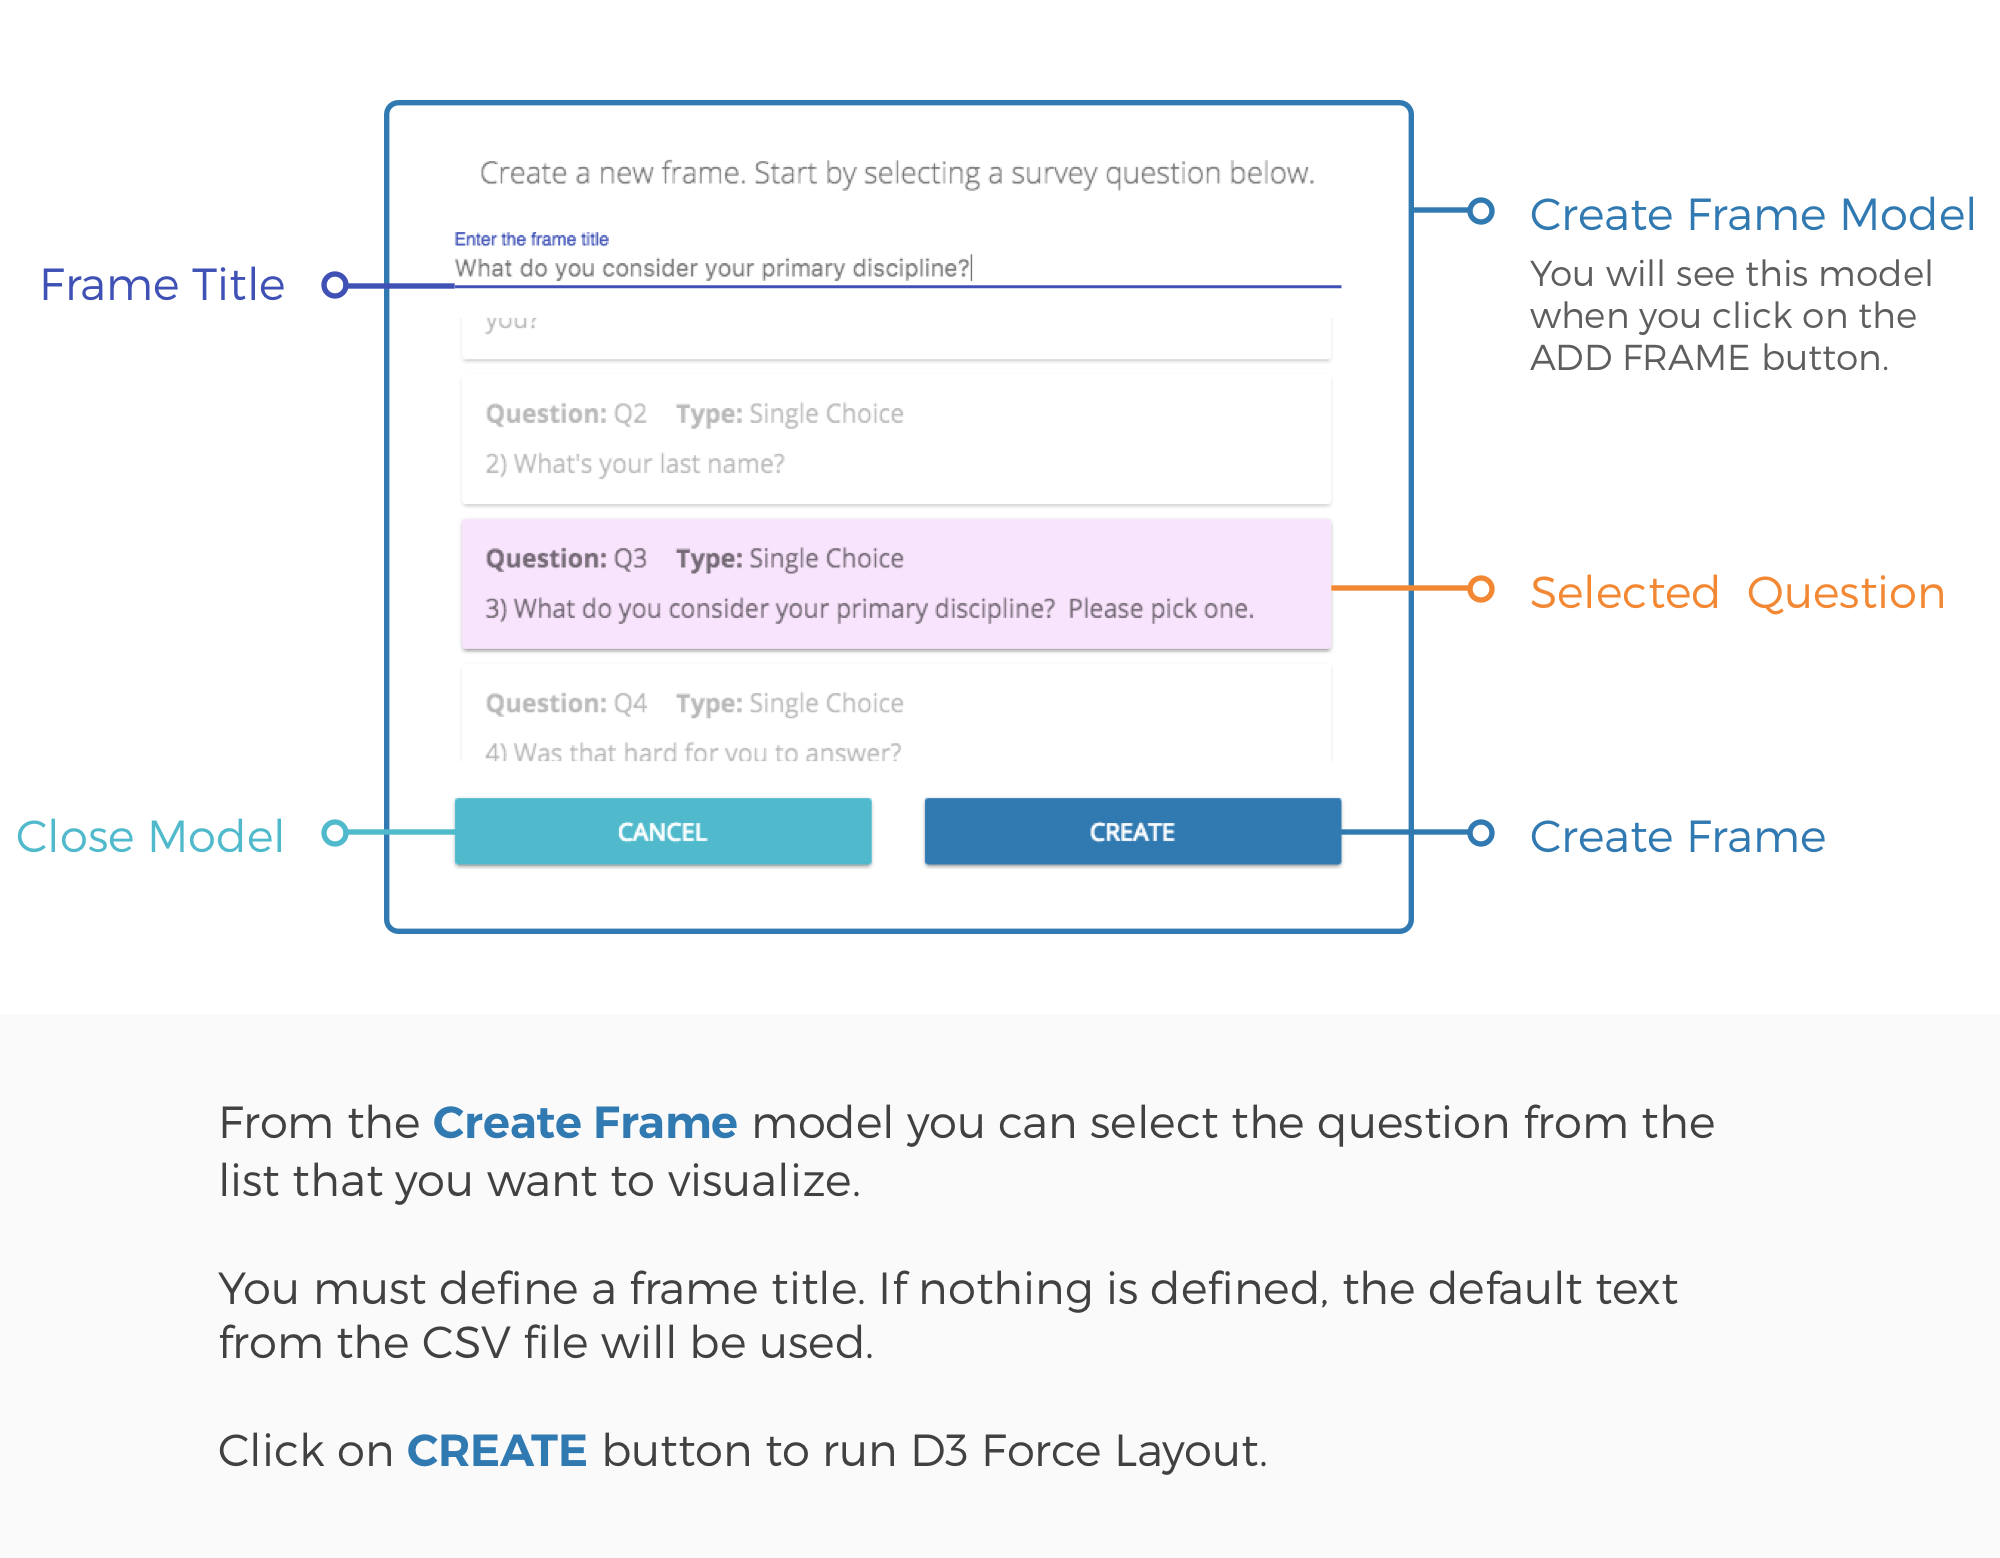 Create a new frame. Start by selecting a survey question below.
Create Frame Model
You will see this model
when you click on the
ADD FRAME button.
Enter the frame title
What do you consider your primary discipline?
Frame Title
you?
Question: Q2 Type: Single Choice
2) What's your last name?
Question: Q3 Type: Single Choice
3) What do you consider your primary discipline? Please pick one.
Selected Question
Question: Q4 Type: Single Choice
4) Was that hard for you to answer?
Close Model
CANCEL
CREATE
Create Frame
From the Create Frame model you can select the question from the
list that you want to visualize.
You must define a frame title. If nothing is defined, the default text
from the CSV file will be used.
Click on CREATE button to run D3 Force Layout.